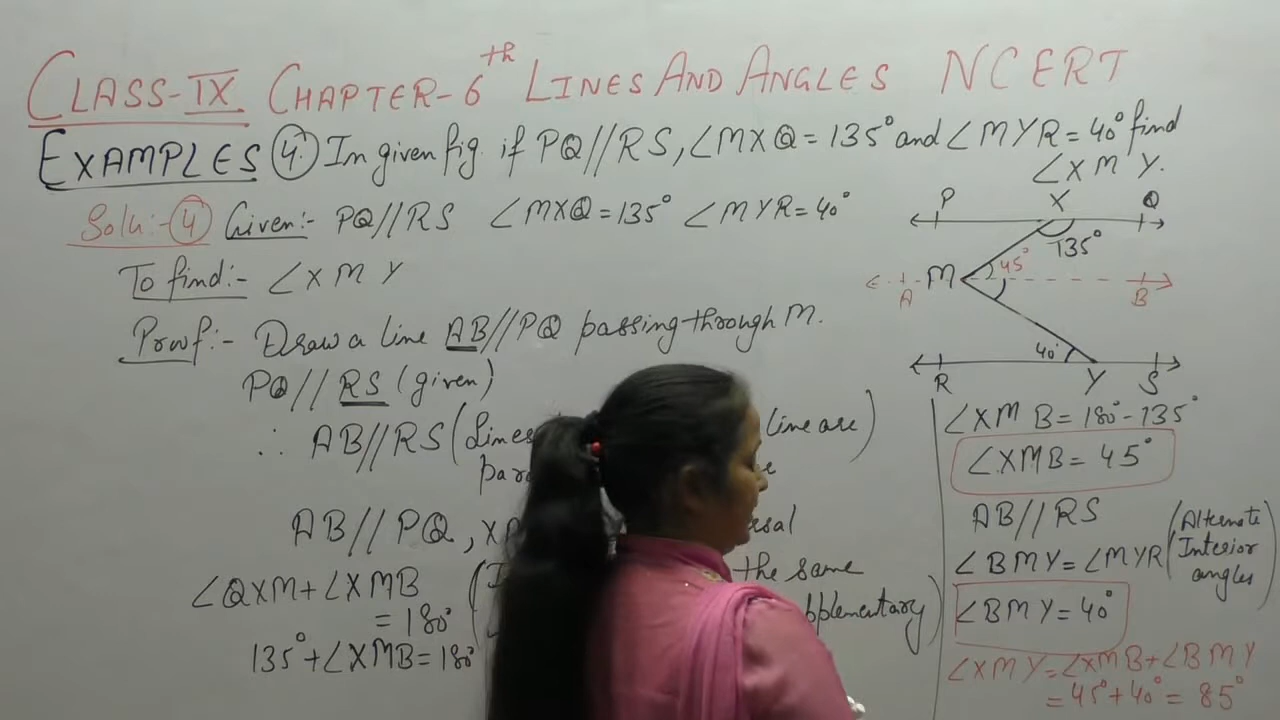 CLASS-IX CHAPTER-6th LINES AND ANGLES NCERT
EXAMPLES 4. In given fig. if PQ//RS, ∠MXQ = 135° and ∠MYR = 40° find
∠XMY.
Soln:- 4 Given:- PQ//RS ∠MXQ = 135° ∠MYR = 40°
To find:- ∠XMY
Proof:- Draw a line AB//PQ passing through M.
PQ//RS (given)
∴ AB//RS (Lines line are)
AB//PQ,
∠QXM+∠XMB the same
= 180°
135°+∠XMB=180°
P X Q
135°
45°
A M B
40°
R Y S
∠XMB = 180°-135°
∠XMB = 45°
AB//RS
∠BMY = ∠MYR (Alternate Interior angles)
∠BMY = 40°
∠XMY = ∠XMB+∠BMY
= 45°+40° = 85°